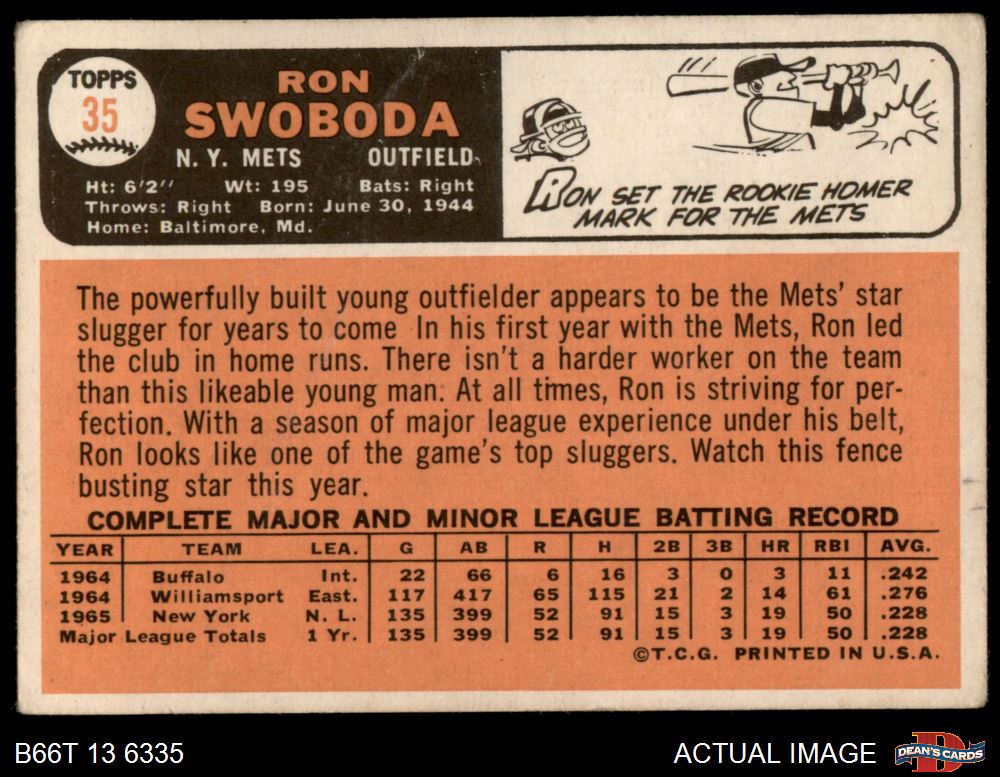 TOPPS
35
RON
SWOBODA
N. Y. METS OUTFIELD
Ht: 6'2" Wt: 195 Bats: Right
Throws: Right Born: June 30, 1944
Home: Baltimore, Md.
RON SET THE ROOKIE HOMER
MARK FOR THE METS
The powerfully built young outfielder appears to be the Mets' star
slugger for years to come In his first year with the Mets, Ron led
the club in home runs. There isn't a harder worker on the team
than this likeable young man. At all times, Ron is striving for per-
fection. With a season of major league experience under his belt,
Ron looks like one of the game's top sluggers. Watch this fence
busting star this year.
COMPLETE MAJOR AND MINOR LEAGUE BATTING RECORD
YEAR TEAM LEA. G AB R H 2B 3B HR RBI AVG.
1964 Buffalo Int. 22 66 6 16 3 0 3 11 .242
1964 Williamsport East. 117 417 65 115 21 2 14 61 .276
1965 New York N. L. 135 399 52 91 15 3 19 50 .228
Major League Totals 1 Yr. 135 399 52 91 15 3 19 50 .228
©T.C.G. PRINTED IN U.S.A.
B66T 13 6335 ACTUAL IMAGE DEAN'S CARDS